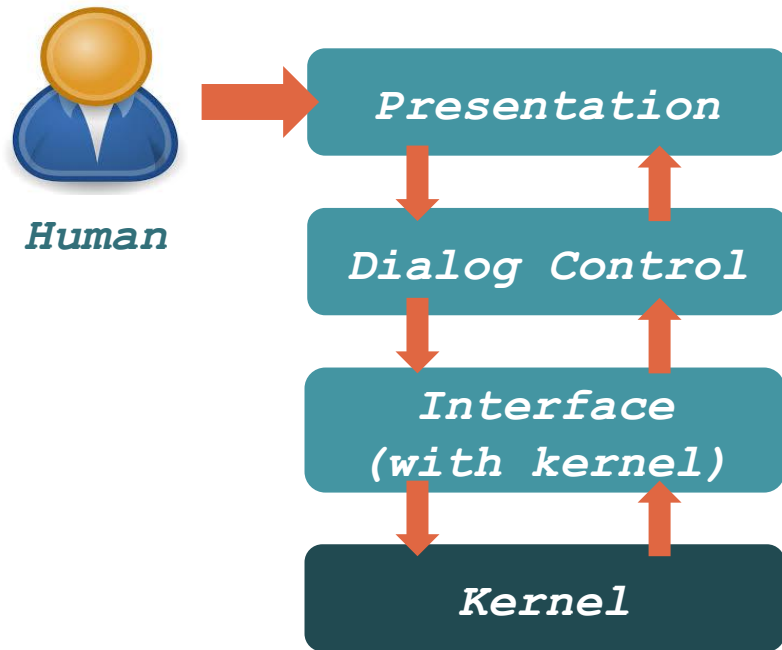 Presentation
Human
Dialog Control
Interface
(with kernel)
Kernel